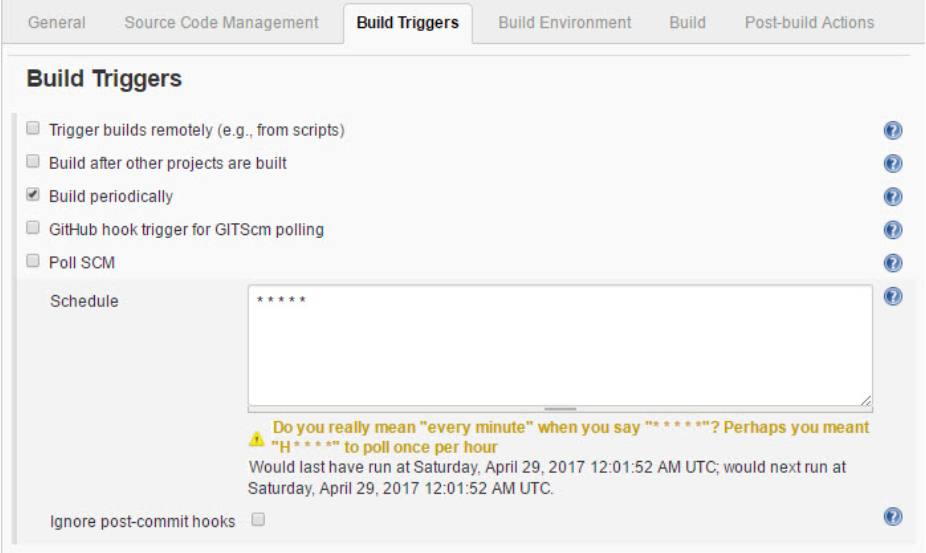 General Source Code Management Build Triggers Build Environment Build Post-build Actions
Build Triggers
Trigger builds remotely (e.g., from scripts)
Build after other projects are built
Build periodically
GitHub hook trigger for GITScm polling
Poll SCM
Schedule
* * * * *
Do you really mean "every minute" when you say "* * * * *"? Perhaps you meant
"H * * * *" to poll once per hour
Would last have run at Saturday, April 29, 2017 12:01:52 AM UTC; would next run at
Saturday, April 29, 2017 12:01:52 AM UTC.
Ignore post-commit hooks